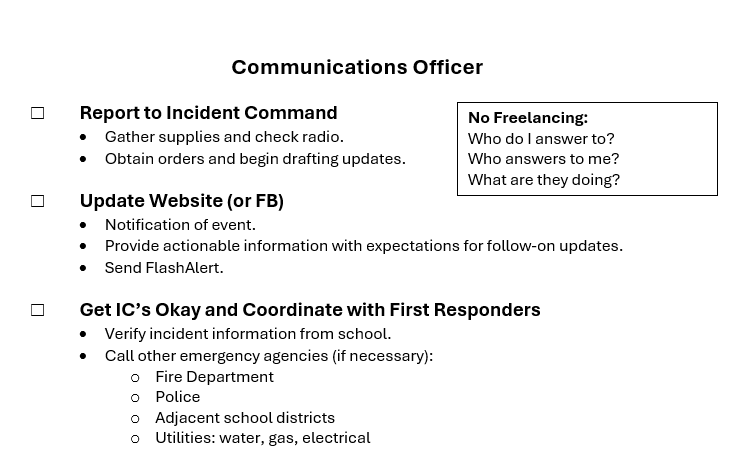 Communications Officer
☐ Report to Incident Command
• Gather supplies and check radio.
• Obtain orders and begin drafting updates.
No Freelancing:
Who do I answer to?
Who answers to me?
What are they doing?
☐ Update Website (or FB)
• Notification of event.
• Provide actionable information with expectations for follow-on updates.
• Send FlashAlert.
☐ Get IC’s Okay and Coordinate with First Responders
• Verify incident information from school.
• Call other emergency agencies (if necessary):
o Fire Department
o Police
o Adjacent school districts
o Utilities: water, gas, electrical